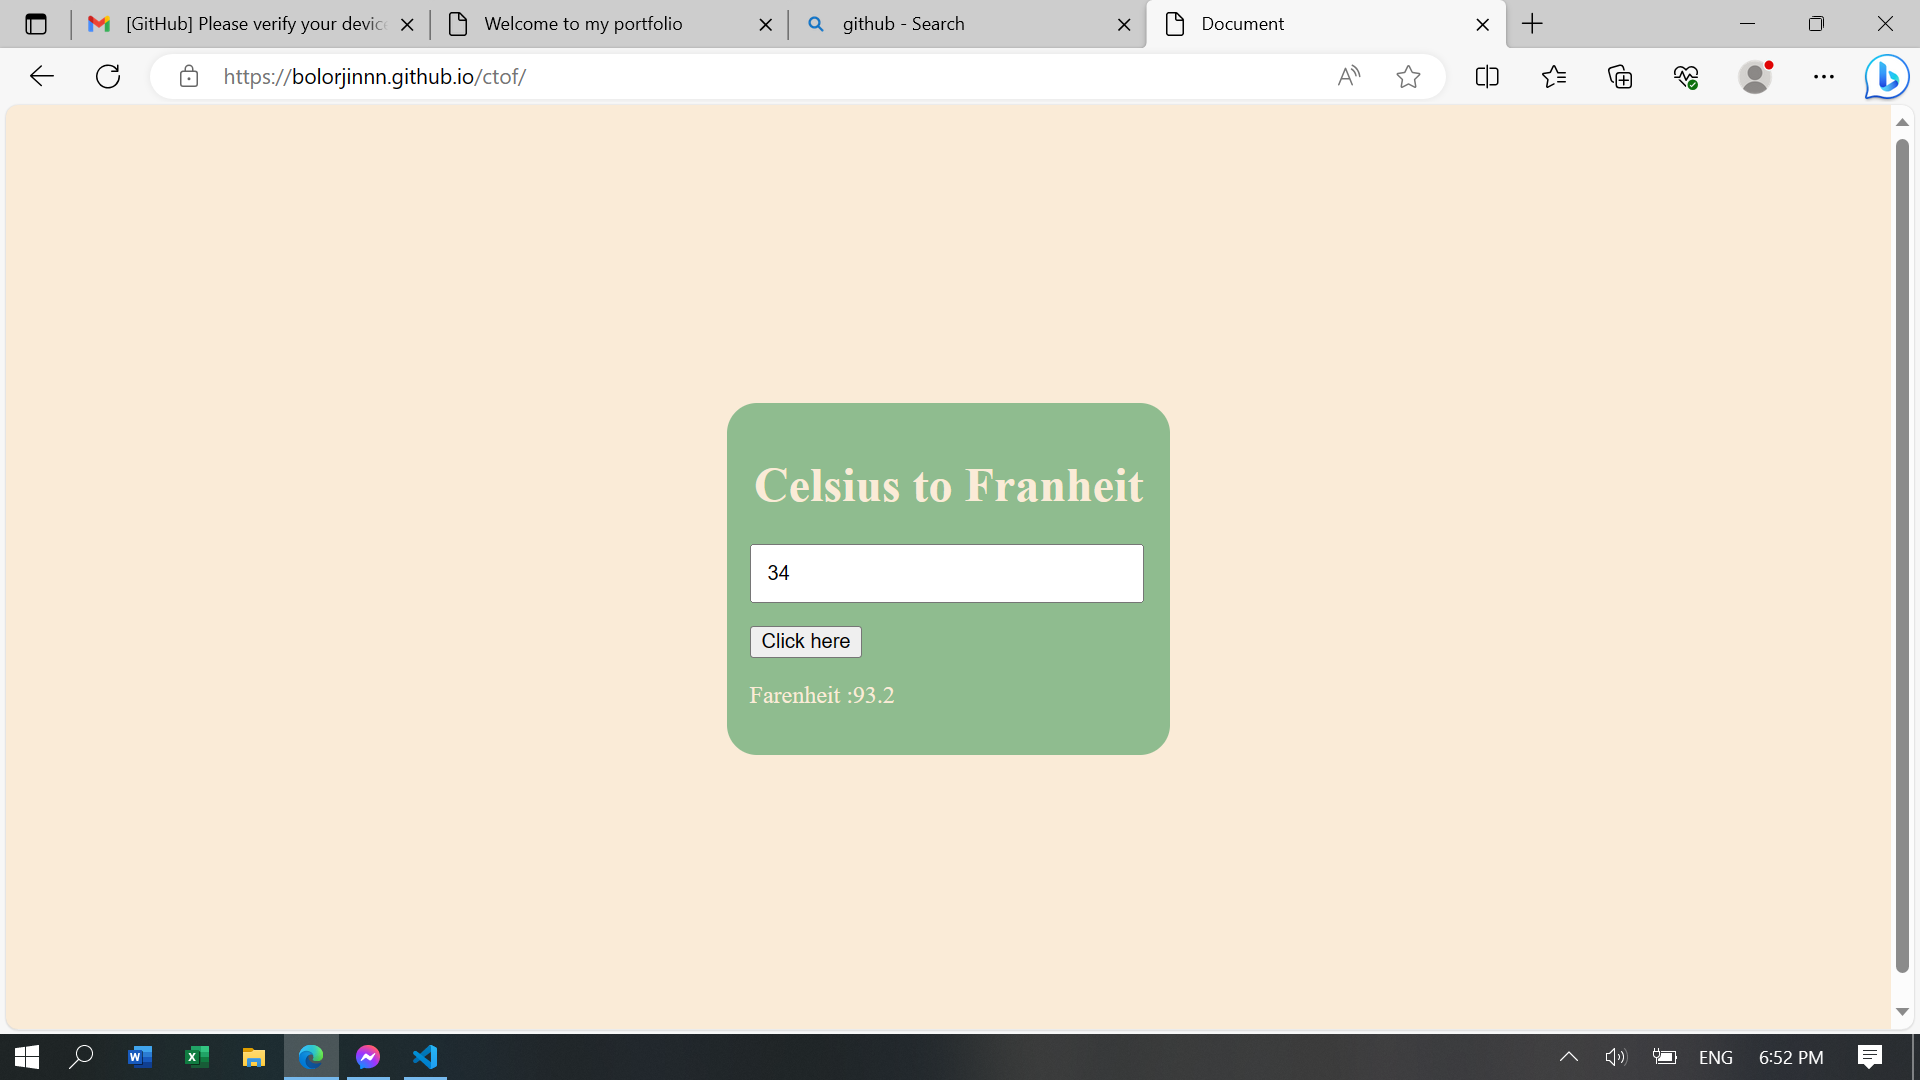 [GitHub] Please verify your devic
Welcome to my portfolio
github - Search
Document
https://bolorjinnn.github.io/ctof/
Celsius to Franheit
34
Click here
Farenheit :93.2
ENG
6:52 PM